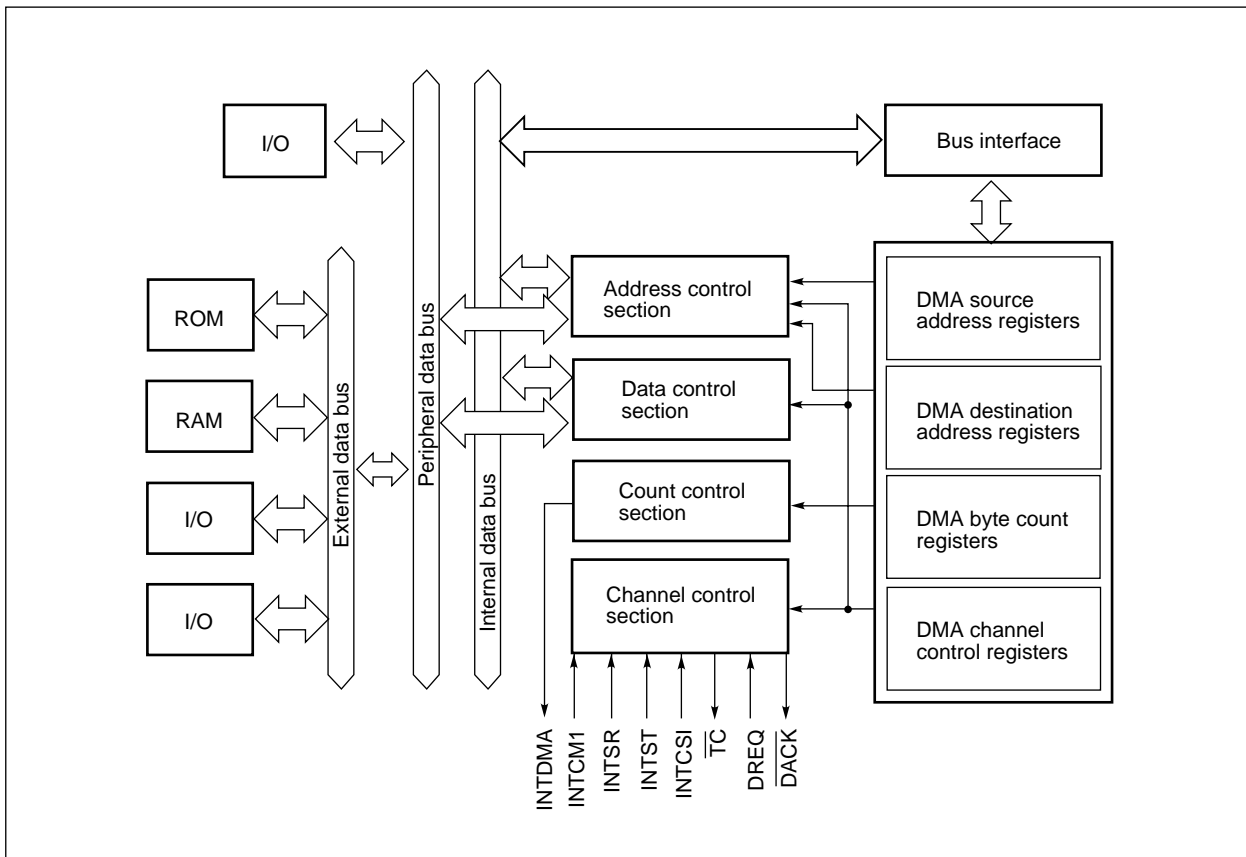 I/O
Bus interface
ROM
RAM
I/O
I/O
External data bus
Peripheral data bus
Internal data bus
Address control
section
Data control
section
Count control
section
Channel control
section
DMA source
address registers
DMA destination
address registers
DMA byte count
registers
DMA channel
control registers
INTDMA
INTCM1
INTSR
INTST
INTCSI
T̅C̅
DREQ
D̅A̅C̅K̅